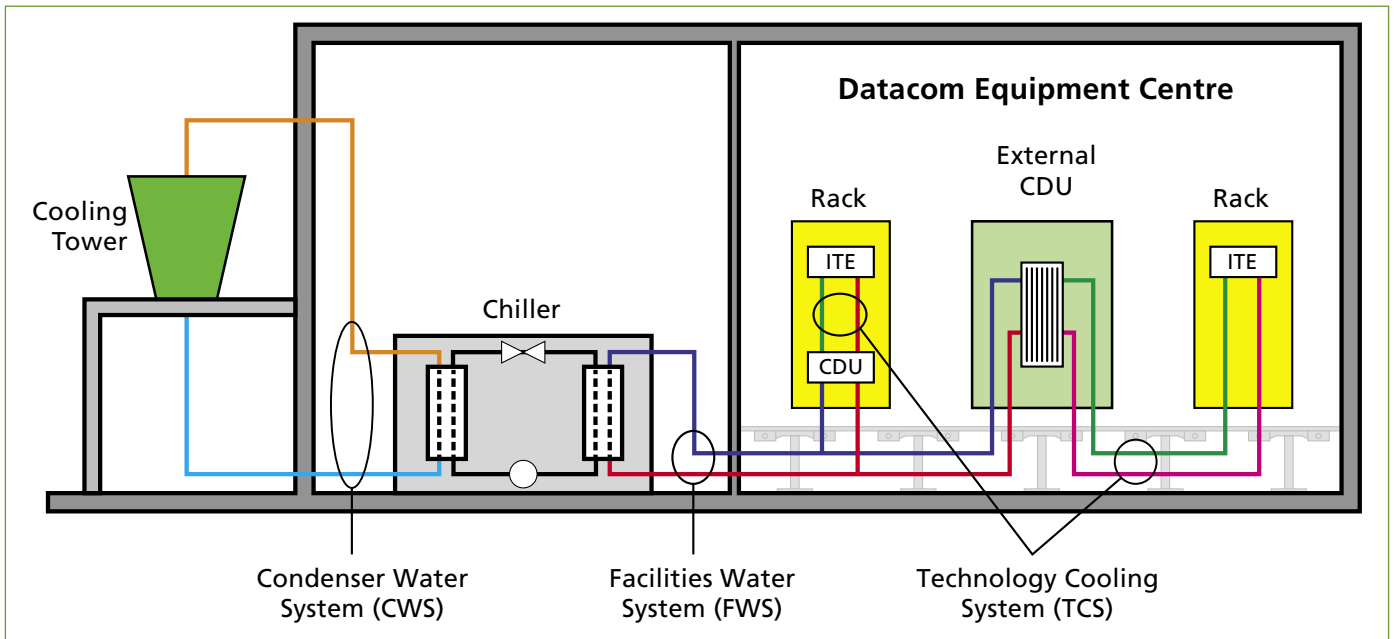 Datacom Equipment Centre
Cooling
Tower
Chiller
Rack
External
CDU
Rack
ITE
ITE
CDU
Condenser Water
System (CWS)
Facilities Water
System (FWS)
Technology Cooling
System (TCS)